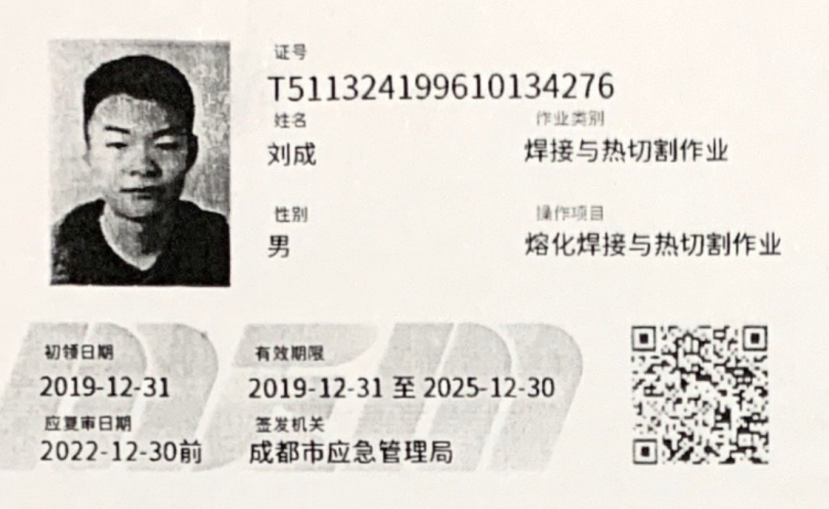 证号
T511324199610134276
姓名
刘成
作业类别
焊接与热切割作业
性别
男
操作项目
熔化焊接与热切割作业
初领日期
2019-12-31
有效期限
2019-12-31 至 2025-12-30
应复审日期
2022-12-30前
签发机关
成都市应急管理局